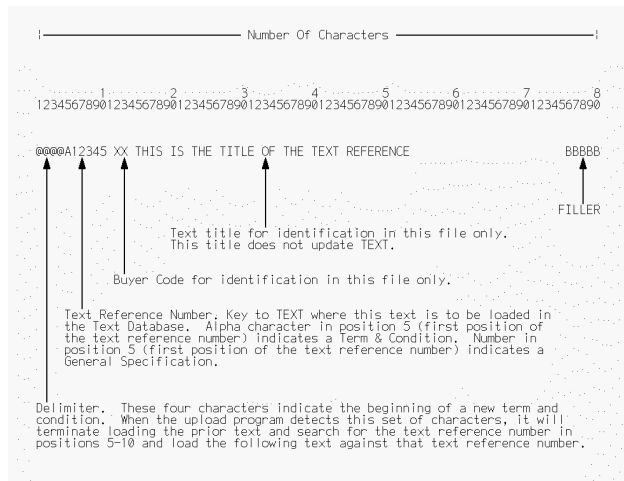 Number Of Characters
1 2 3 4 5 6 7 8
12345678901234567890123456789012345678901234567890123456789012345678901234567890
@@@@A12345 XX THIS IS THE TITLE OF THE TEXT REFERENCE BBBBB
FILLER
Text title for identification in this file only.
This title does not update TEXT.
Buyer Code for identification in this file only.
Text Reference Number. Key to TEXT where this text is to be loaded in
the Text Database. Alpha character in position 5 (first position of
the text reference number) indicates a Term & Condition. Number in
position 5 (first position of the text reference number) indicates a
General Specification.
Delimiter. These four characters indicate the beginning of a new term and
condition. When the upload program detects this set of characters, it will
terminate loading the prior text and search for the text reference number in
positions 5-10 and load the following text against that text reference number.